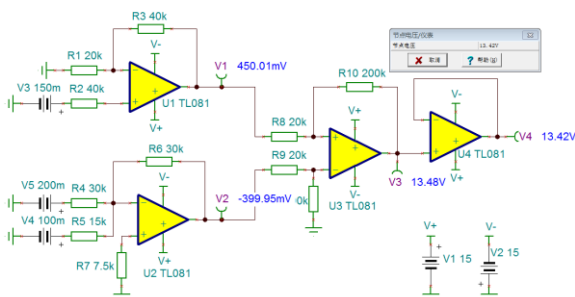 R3 40k
节点电压/仪表
节点电压 13.42V
取消
帮助(H)
R1 20k
V-
V1
450.01mV
V3 150m
R2 40k
U1 TL081
V+
R10 200k
R6 30k
R8 20k
V+
V-
V4
13.42V
U4 TL081
V+
V-
R9 20k
V5 200m
R4 30k
V2
-399.95mV
0k
U3 TL081
V-
V3
13.48V
V4 100m
R5 15k
V+
R7 7.5k
U2 TL081
V+
V-
V1 15
V2 15
+
+
+
+
+